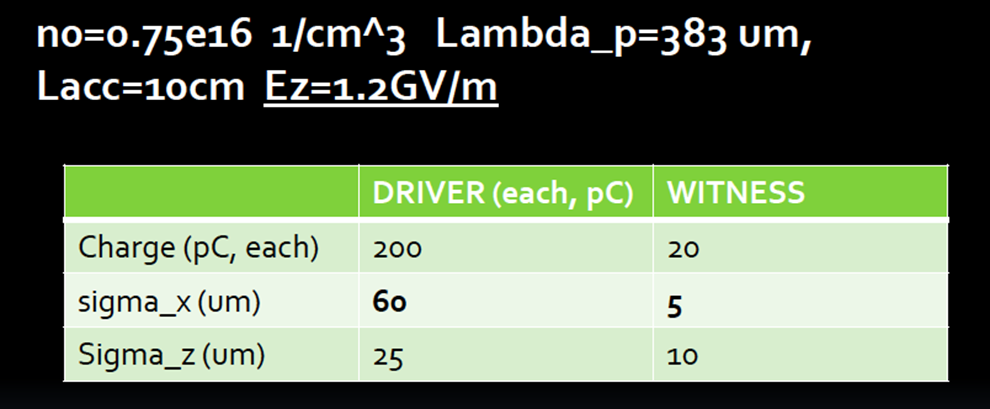 no=0.75e16 1/cm^3 Lambda_p=383 um,
Lacc=10cm Ez=1.2GV/m
DRIVER (each, pC) WITNESS
Charge (pC, each) 200 20
sigma_x (um) 60 5
Sigma_z (um) 25 10